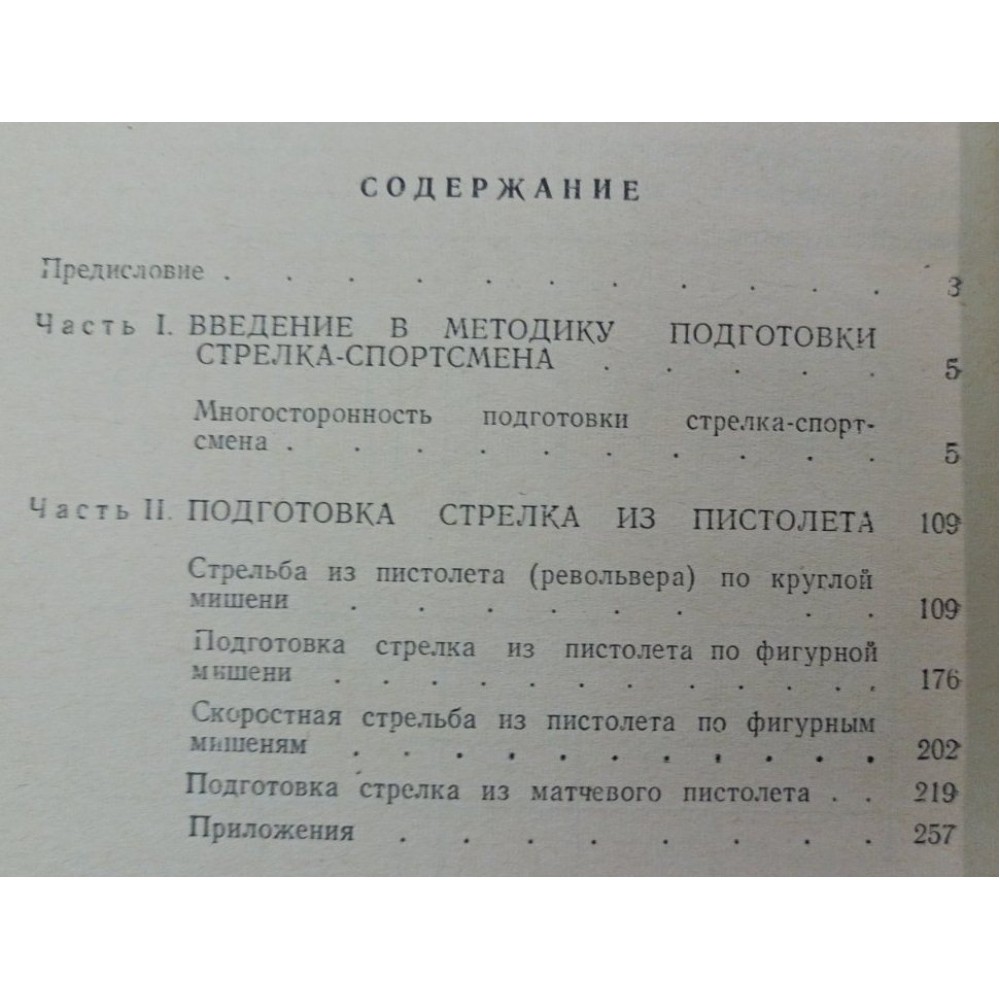 СОДЕРЖАНИЕ
Предисловие . . . . . . . . . . . 3
Часть I. ВВЕДЕНИЕ В МЕТОДИКУ ПОДГОТОВКИ
СТРЕЛКА-СПОРТСМЕНА . . . . . 5
Многосторонность подготовки стрелка-спорт-
смена . . . . . . . . . . 5
Часть II. ПОДГОТОВКА СТРЕЛКА ИЗ ПИСТОЛЕТА 109
Стрельба из пистолета (револьвера) по круглой
мишени . . . . . . . . 109
Подготовка стрелка из пистолета по фигурной
мишени . . . . . . . . . . . . 176
Скоростная стрельба из пистолета по фигурным
мишеням . . . . . . . . . . 202
Подготовка стрелка из матчевого пистолета . . 219
Приложения . . . . . . . . 257